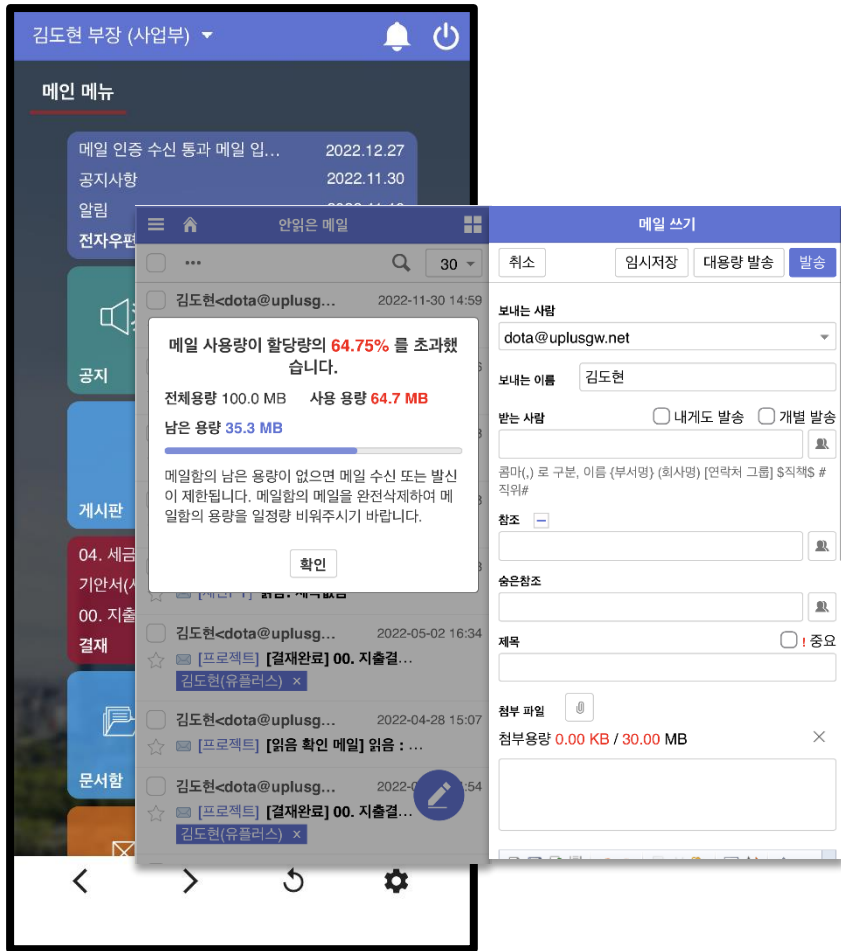 김도현 부장 (사업부)
메인 메뉴
메일 인증 수신 통과 메일 입... 2022.12.27
공지사항 2022.11.30
알림
전자우편
공지
게시판
04. 세금
기안서(
00. 지출
결재
문서함
안읽은 메일
30
김도현<dota@uplusg... 2022-11-30 14:59
메일 사용량이 할당량의 64.75% 를 초과했
습니다.
전체용량 100.0 MB 사용 용량 64.7 MB
남은 용량 35.3 MB
메일함의 남은 용량이 없으면 메일 수신 또는 발신
이 제한됩니다. 메일함의 메일을 완전삭제하여 메
일함의 용량을 일정량 비워주시기 바랍니다.
확인
김도현<dota@uplusg... 2022-05-02 16:34
[프로젝트] [결재완료] 00. 지출결...
김도현(유플러스) ×
김도현<dota@uplusg... 2022-04-28 15:07
[프로젝트] [읽음 확인 메일] 읽음 : ...
김도현<dota@uplusg... 2022-0 :54
[프로젝트] [결재완료] 00. 지출결...
김도현(유플러스) ×
메일 쓰기
취소 임시저장 대용량 발송 발송
보내는 사람
dota@uplusgw.net
보내는 이름 김도현
받는 사람 내게도 발송 개별 발송
콤마(,) 로 구분, 이름 {부서명} (회사명) [연락처 그룹] $직책$ #
직위#
참조
숨은참조
제목 ! 중요
첨부 파일
첨부용량 0.00 KB / 30.00 MB